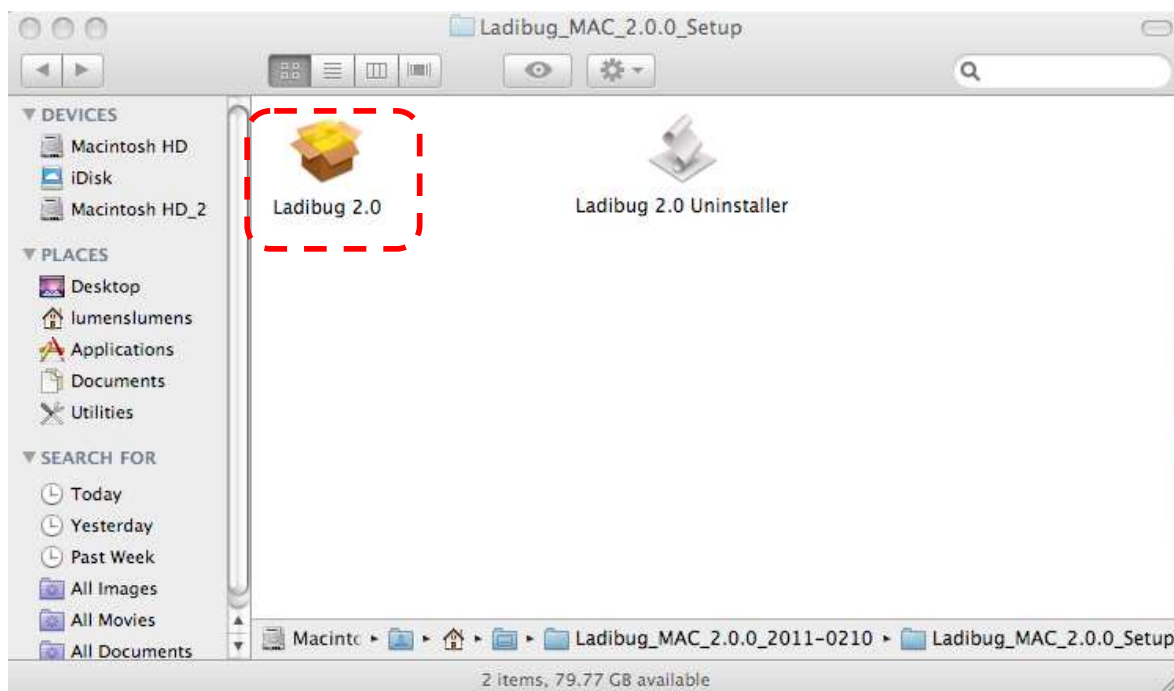 Ladibug_MAC_2.0.0_Setup
DEVICES
Macintosh HD
iDisk
Macintosh HD_2
PLACES
Desktop
lumenslumens
Applications
Documents
Utilities
SEARCH FOR
Today
Yesterday
Past Week
All Images
All Movies
All Documents
Ladibug 2.0
Ladibug 2.0 Uninstaller
Macintc ▸ ▸ ▸ ▸ Ladibug_MAC_2.0.0_2011-0210 ▸ Ladibug_MAC_2.0.0_Setup
2 items, 79.77 GB available